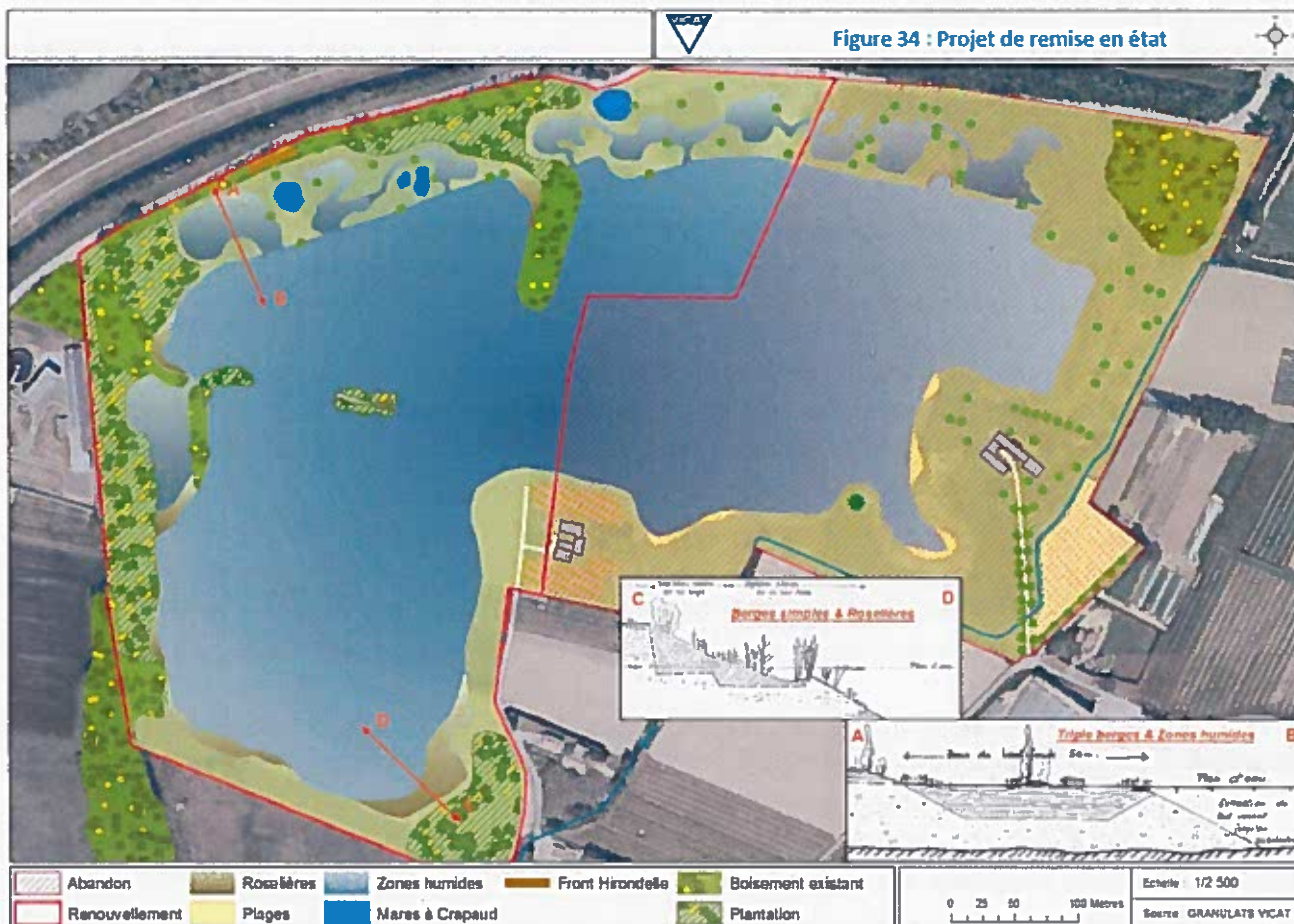 VICAT
Figure 34 : Projet de remise en état
A
B
D
C
C D
Berges simples & Roselières
A B
Triple berges & Zones humides
Plan d'eau
Abandon
Roselières
Zones humides
Front Hirondelle
Boisement existant
Renouvellement
Plages
Mares à Crapaud
Plantation
0 25 50 100 Metres
Echelle : 1/2 500
Source : GRANULATS VICAT